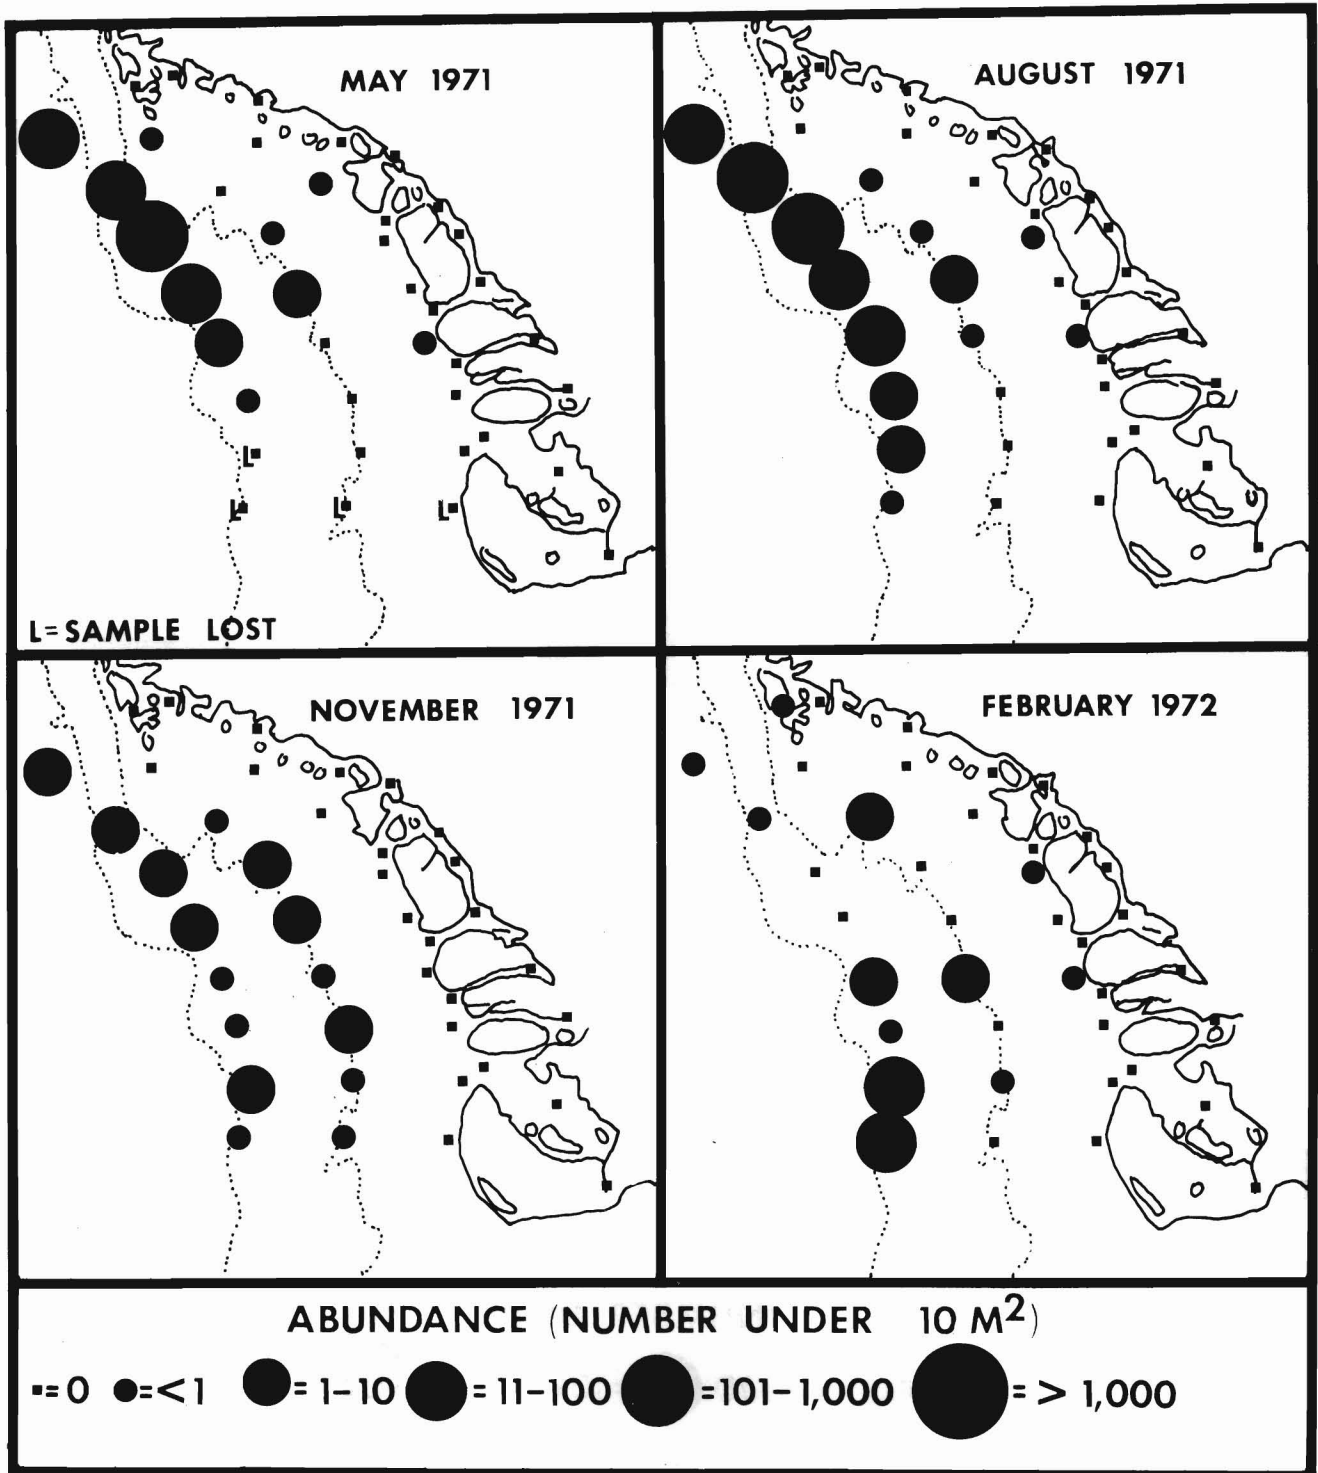 MAY 1971
AUGUST 1971
L
L
L
L
L=SAMPLE LOST
NOVEMBER 1971
FEBRUARY 1972
ABUNDANCE (NUMBER UNDER 10 M²)
=0 =<1 =1-10 =11-100 =101-1,000 => 1,000